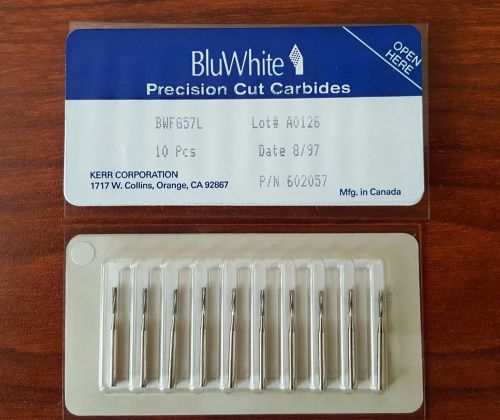 BluWhite
Precision Cut Carbides
OPEN HERE
BWF657L Lot# A0126
10 Pcs Date 8/97
P/N 602057
KERR CORPORATION
1717 W. Collins, Orange, CA 92867
Mfg. in Canada